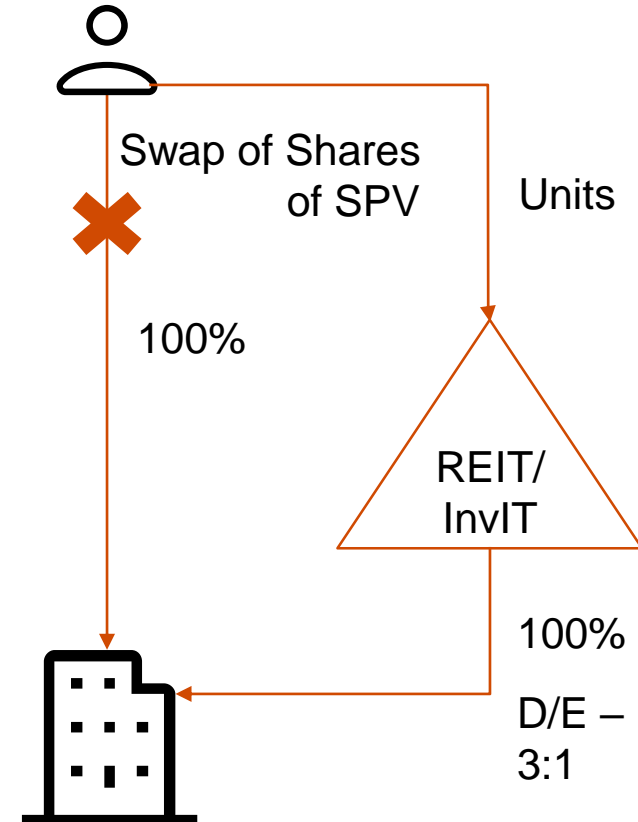 Swap of Shares
of SPV
Units
100%
REIT/
InvIT
100%
D/E –
3:1